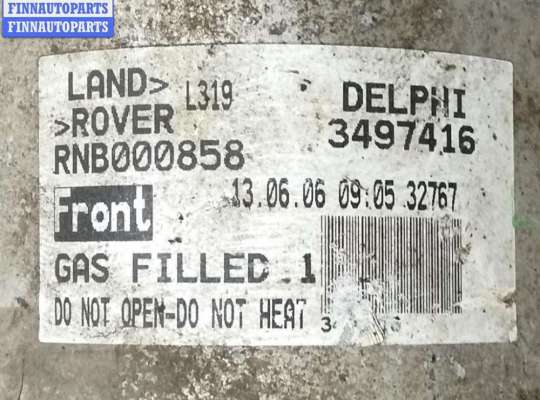 FINNAUTOPARTS
FINNAUTOPARTS
LAND> L319 DELPHI
>ROVER 3497416
RNB000858
Front 13.06.06 09:05 32767
GAS FILLED 1
DO NOT OPEN-DO NOT HEAT